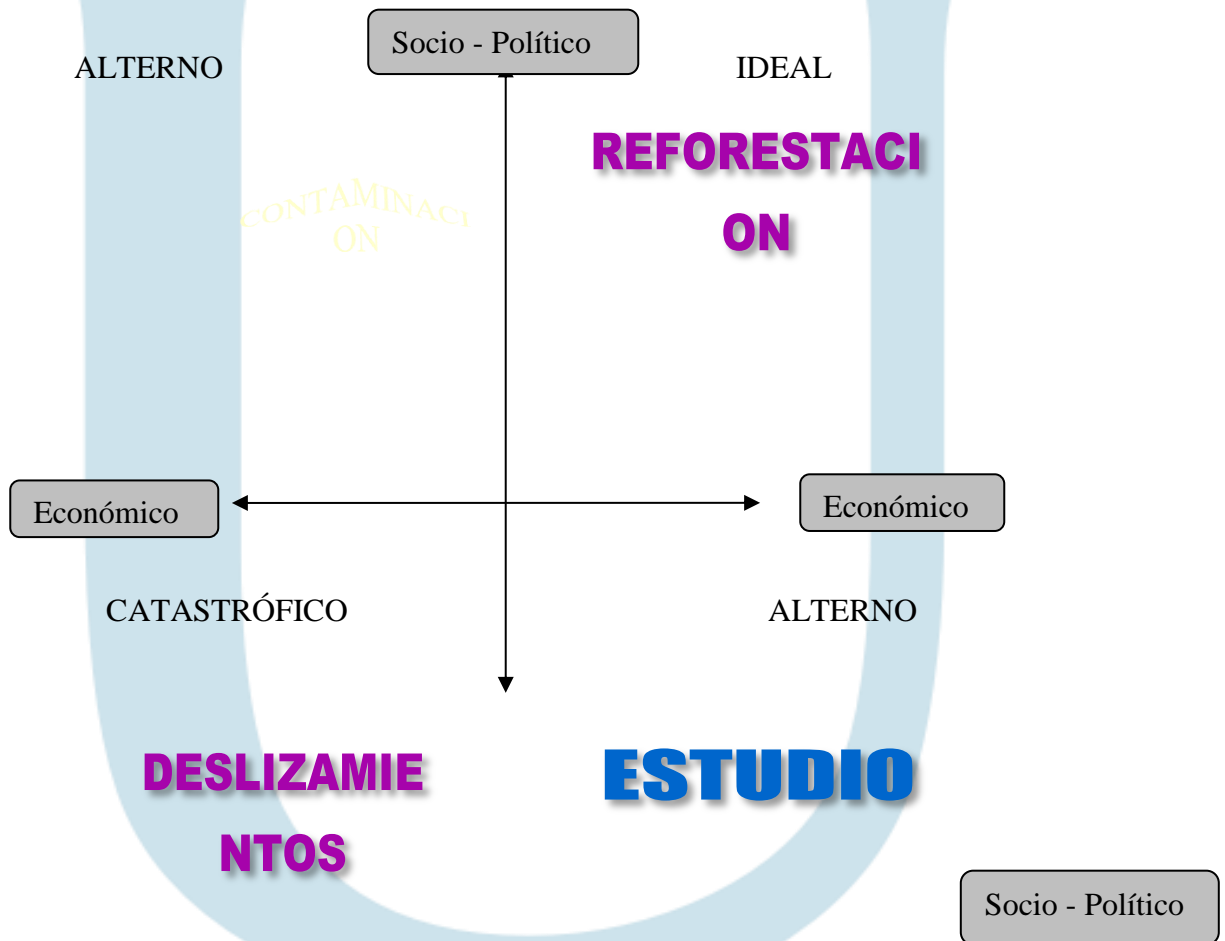 Socio - Político
ALTERNO
IDEAL
REFORESTACI
ON
CONTAMINACI
ON
Económico
Económico
CATASTRÓFICO
ALTERNO
DESLIZAMIE
NTOS
ESTUDIO
Socio - Político